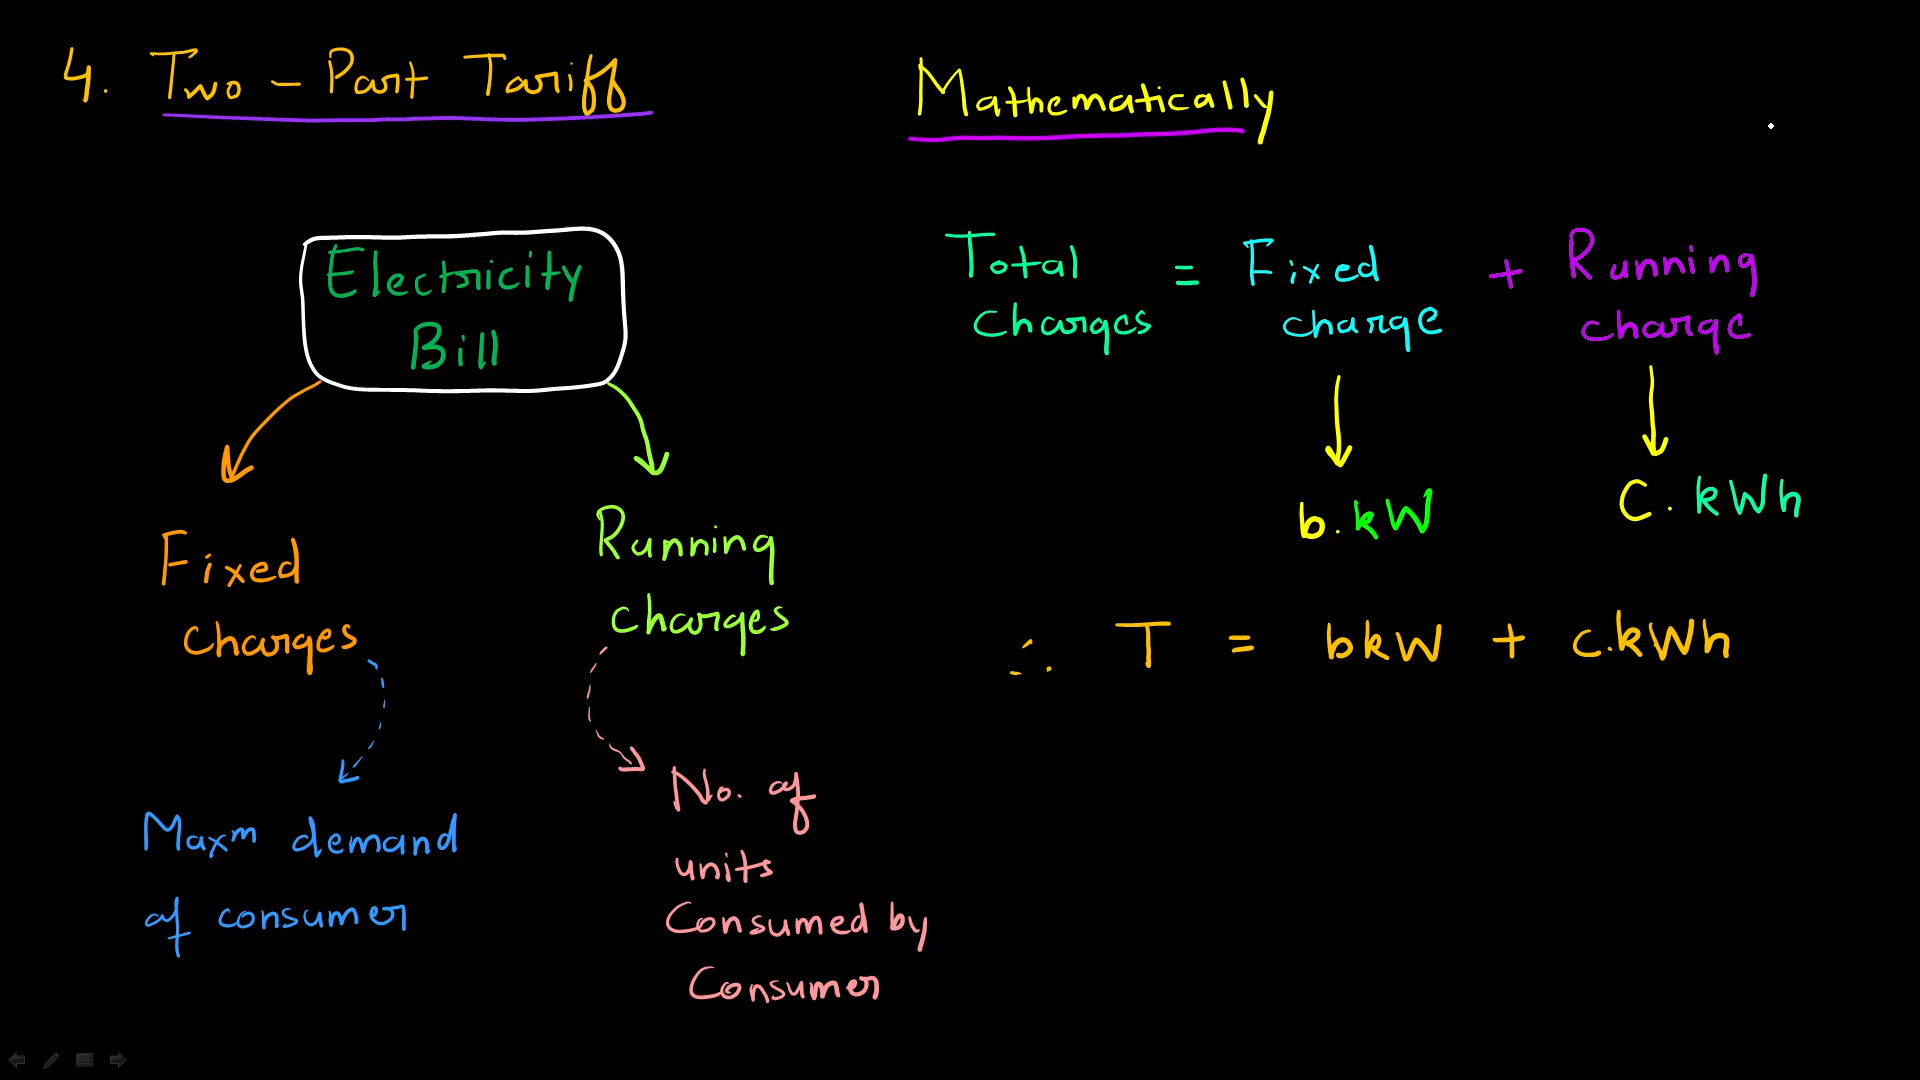 4. Two - Part Tariff
Electricity
Bill
Fixed
charges
Running
charges
Maxm demand
of consumer
No. of
units
Consumed by
Consumer
Mathematically
Total
charges = Fixed
charge + Running
charge
b.kW
C.kWh
∴ T = bkW + c.kWh